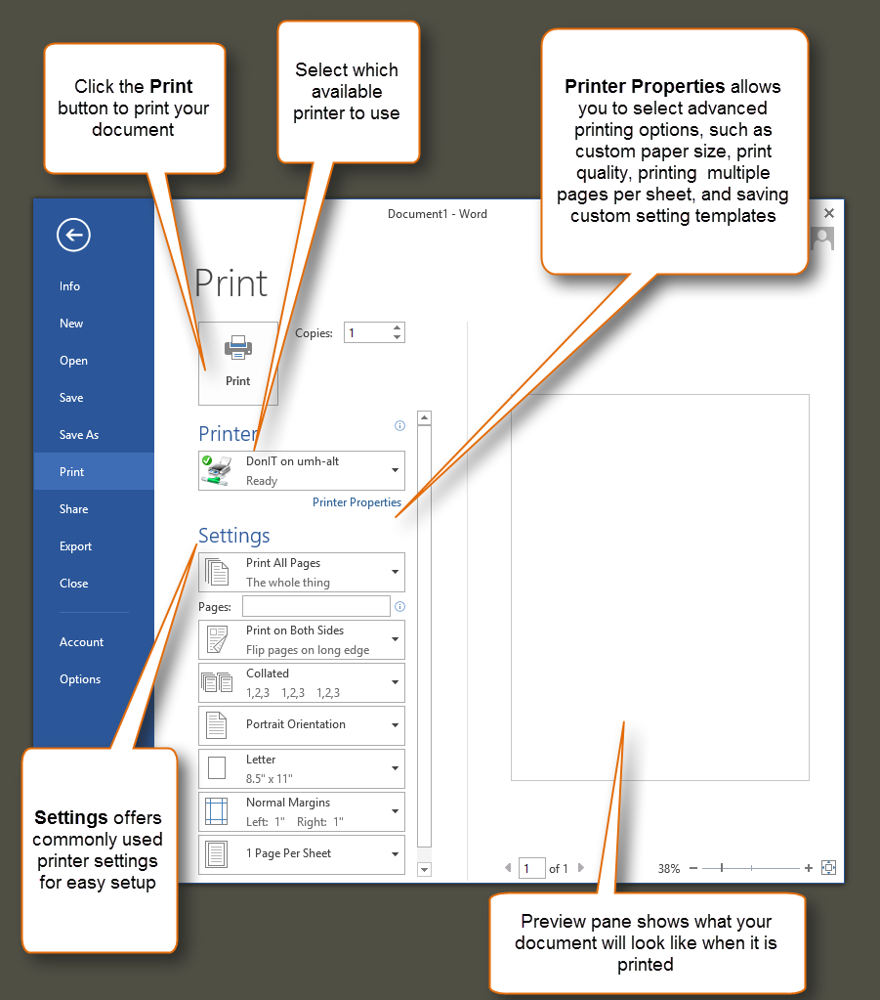 Click the Print
button to print your
document
Select which
available
printer to use
Printer Properties allows
you to select advanced
printing options, such as
custom paper size, print
quality, printing multiple
pages per sheet, and saving
custom setting templates
Document1 - Word
Info
New
Open
Save
Save As
Print
Share
Export
Close
Account
Options
Print
Print
Copies: 1
Printer
DonIT on umh-alt
Ready
Printer Properties
Settings
Print All Pages
The whole thing
Pages:
Print on Both Sides
Flip pages on long edge
Collated
1,2,3 1,2,3 1,2,3
Portrait Orientation
Letter
8.5" x 11"
Normal Margins
Left: 1" Right: 1"
1 Page Per Sheet
1 of 1
38%
Settings offers
commonly used
printer settings
for easy setup
Preview pane shows what your
document will look like when it is
printed